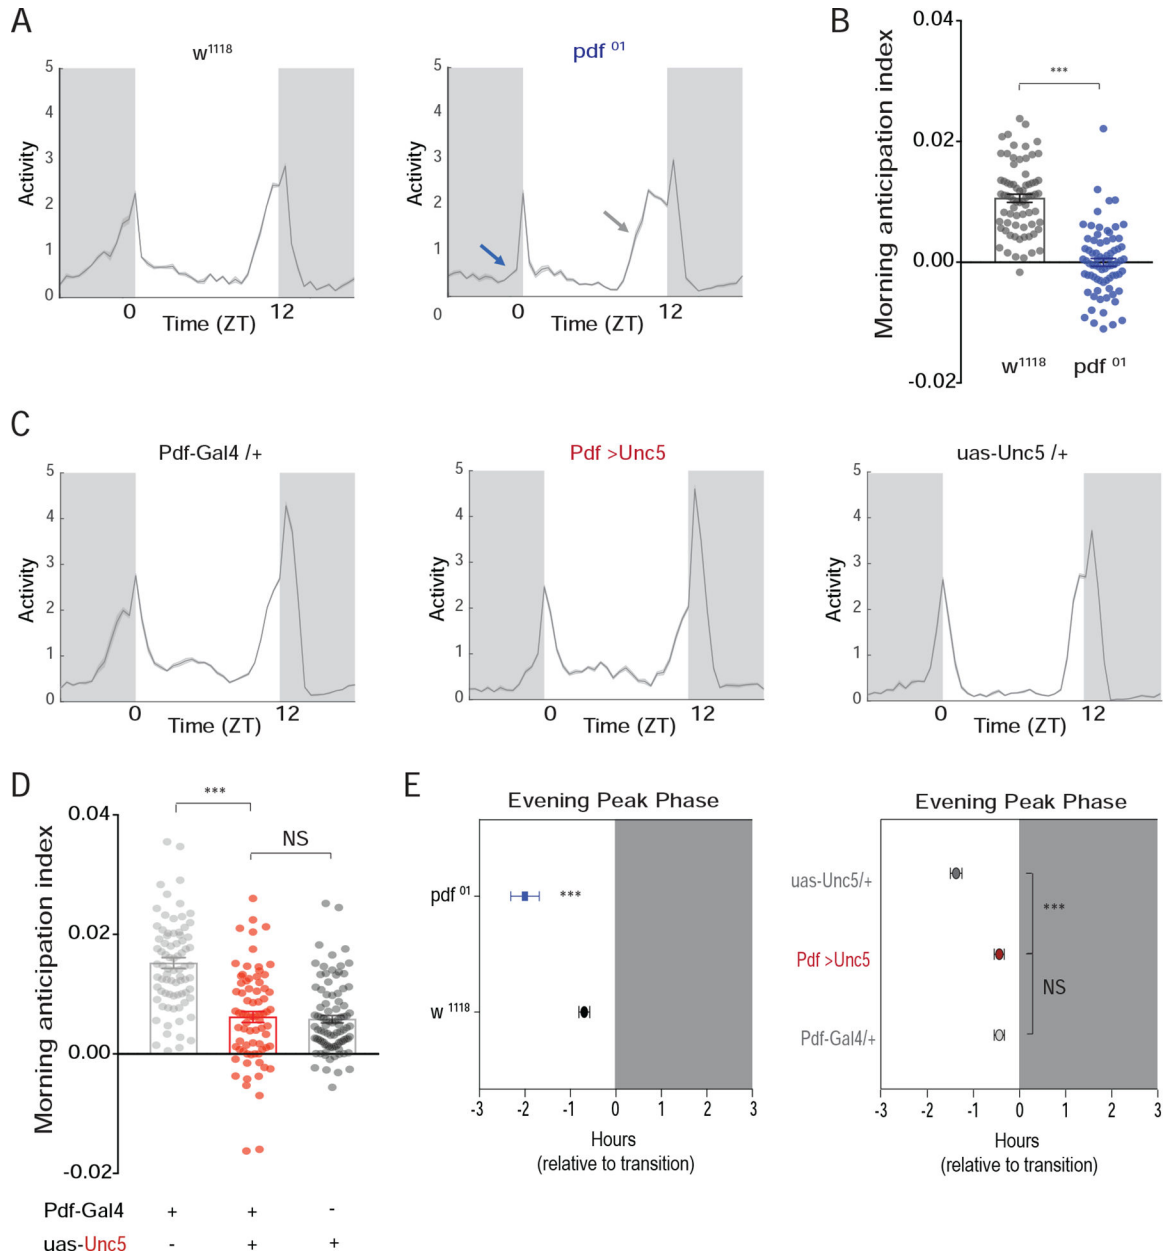 A
w1118
5
4
3
2
1
0
Activity
0
12
Time (ZT)
pdf 01
5
4
3
2
1
0
0
Activity
0
12
Time (ZT)
B
0.04
0.02
0.00
-0.02
Morning anticipation index
***
w1118
pdf 01
C
Pdf-Gal4 /+
5
4
3
2
1
0
Activity
0
12
Time (ZT)
Pdf >Unc5
5
4
3
2
1
0
Activity
0
12
Time (ZT)
uas-Unc5 /+
5
4
3
2
1
0
Activity
0
12
Time (ZT)
D
0.04
0.02
0.00
-0.02
Morning anticipation index
***
NS
Pdf-Gal4 + + -
uas-Unc5 - + +
E
Evening Peak Phase
pdf 01
***
w 1118
-3 -2 -1 0 1 2 3
Hours
(relative to transition)
Evening Peak Phase
uas-Unc5/+
***
Pdf >Unc5
NS
Pdf-Gal4/+
-3 -2 -1 0 1 2 3
Hours
(relative to transition)